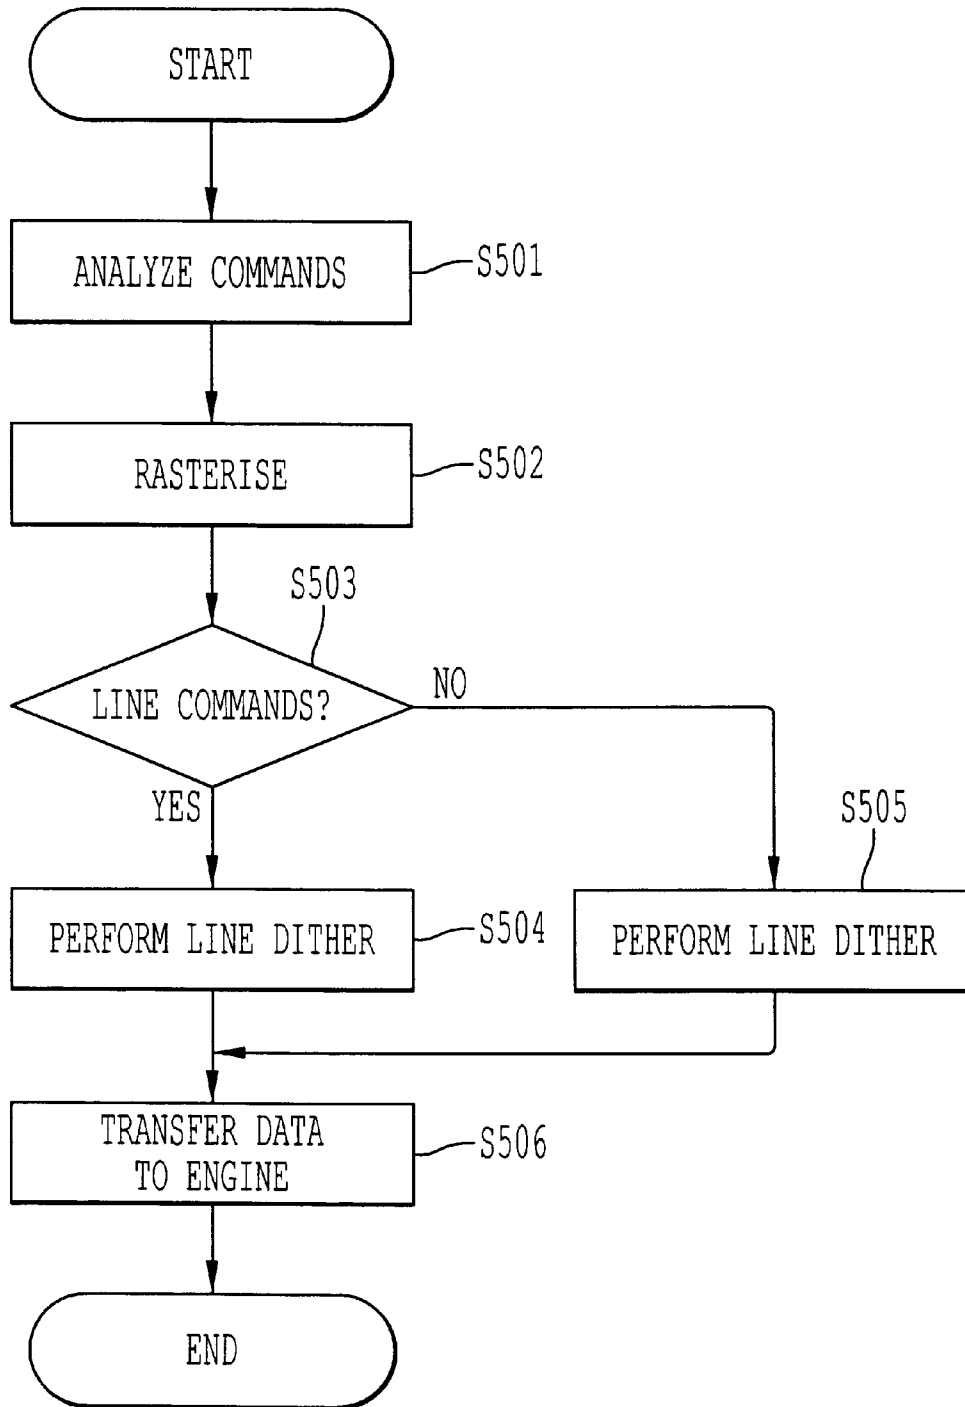 START
ANALYZE COMMANDS
S501
RASTERISE
S502
S503
LINE COMMANDS?
NO
YES
S505
PERFORM LINE DITHER
S504
PERFORM LINE DITHER
TRANSFER DATA
TO ENGINE
S506
END